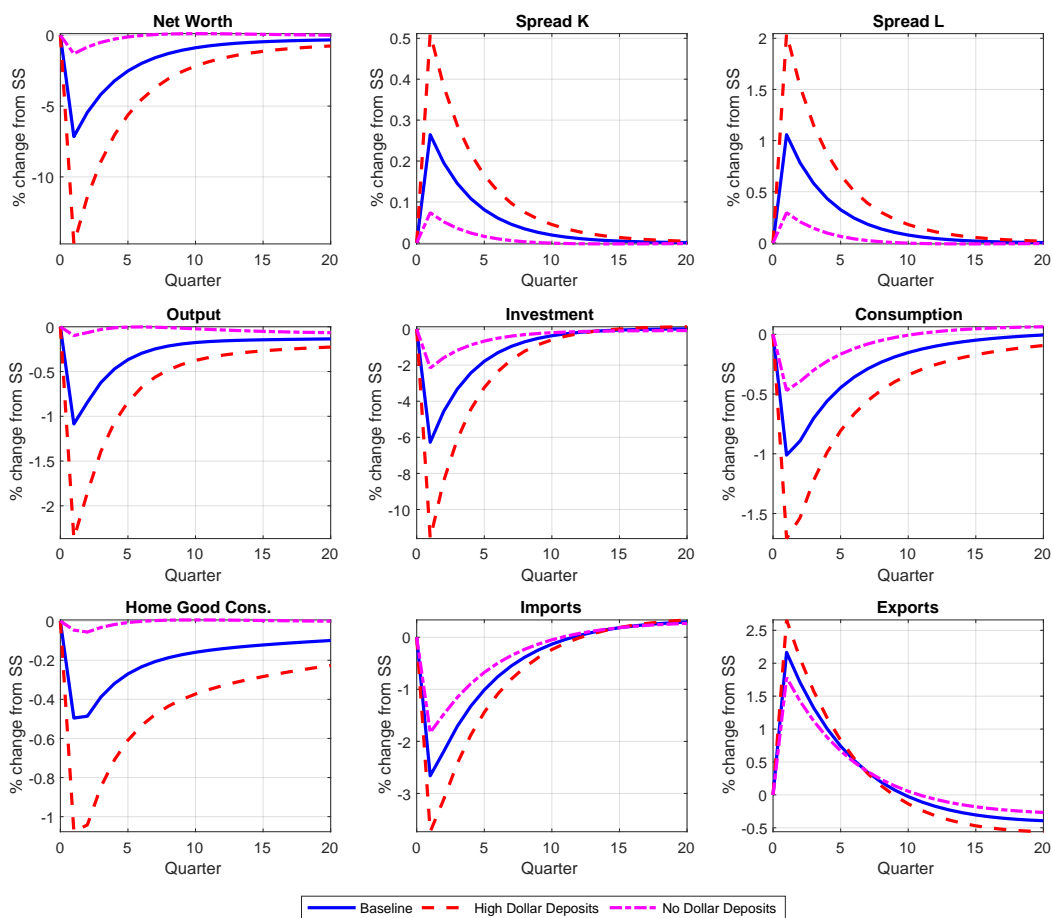 Net Worth
% change from SS
0
-5
-10
0 5 10 15 20
Quarter
Spread K
% change from SS
0.5
0.4
0.3
0.2
0.1
0
0 5 10 15 20
Quarter
Spread L
% change from SS
2
1.5
1
0.5
0
0 5 10 15 20
Quarter
Output
% change from SS
0
-0.5
-1
-1.5
-2
0 5 10 15 20
Quarter
Investment
% change from SS
0
-2
-4
-6
-8
-10
0 5 10 15 20
Quarter
Consumption
% change from SS
0
-0.5
-1
-1.5
0 5 10 15 20
Quarter
Home Good Cons.
% change from SS
0
-0.2
-0.4
-0.6
-0.8
-1
0 5 10 15 20
Quarter
Imports
% change from SS
0
-1
-2
-3
0 5 10 15 20
Quarter
Exports
% change from SS
2.5
2
1.5
1
0.5
0
-0.5
0 5 10 15 20
Quarter
Baseline High Dollar Deposits No Dollar Deposits